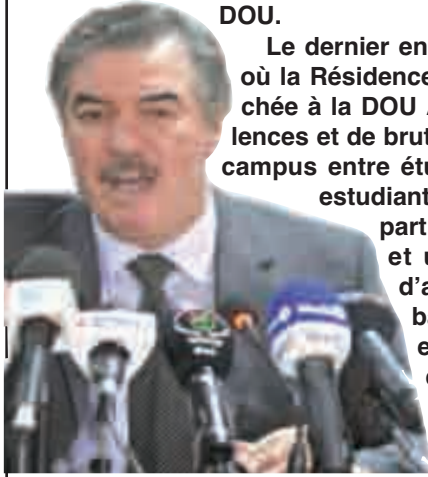 DOU.
Le dernier en
où la Résidence
chée à la DOU
lences et de brut
campus entre étu
estudiant
part
et u
d'a
ba
e